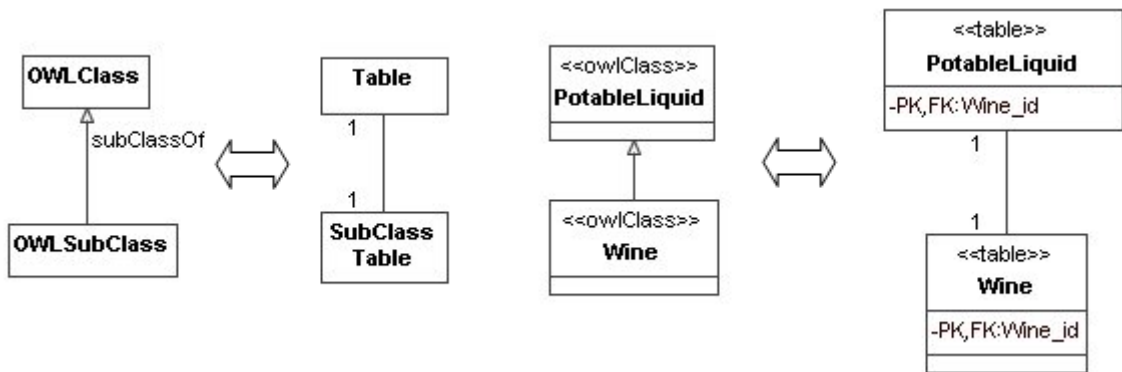 OWLClass
subClassOf
OWLSubClass
Table
1
1
SubClass
Table
<<owlClass>>
PotableLiquid
<<owlClass>>
Wine
<<table>>
PotableLiquid
-PK,FK:Wine_id
1
1
<<table>>
Wine
-PK,FK:Wine_id